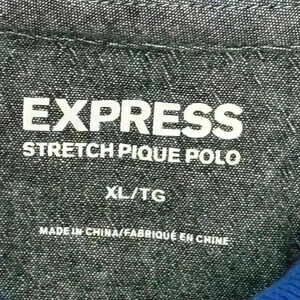 EXPRESS
STRETCH PIQUE POLO
XL/TG
MADE IN CHINA/FABRIQUÉ EN CHINE